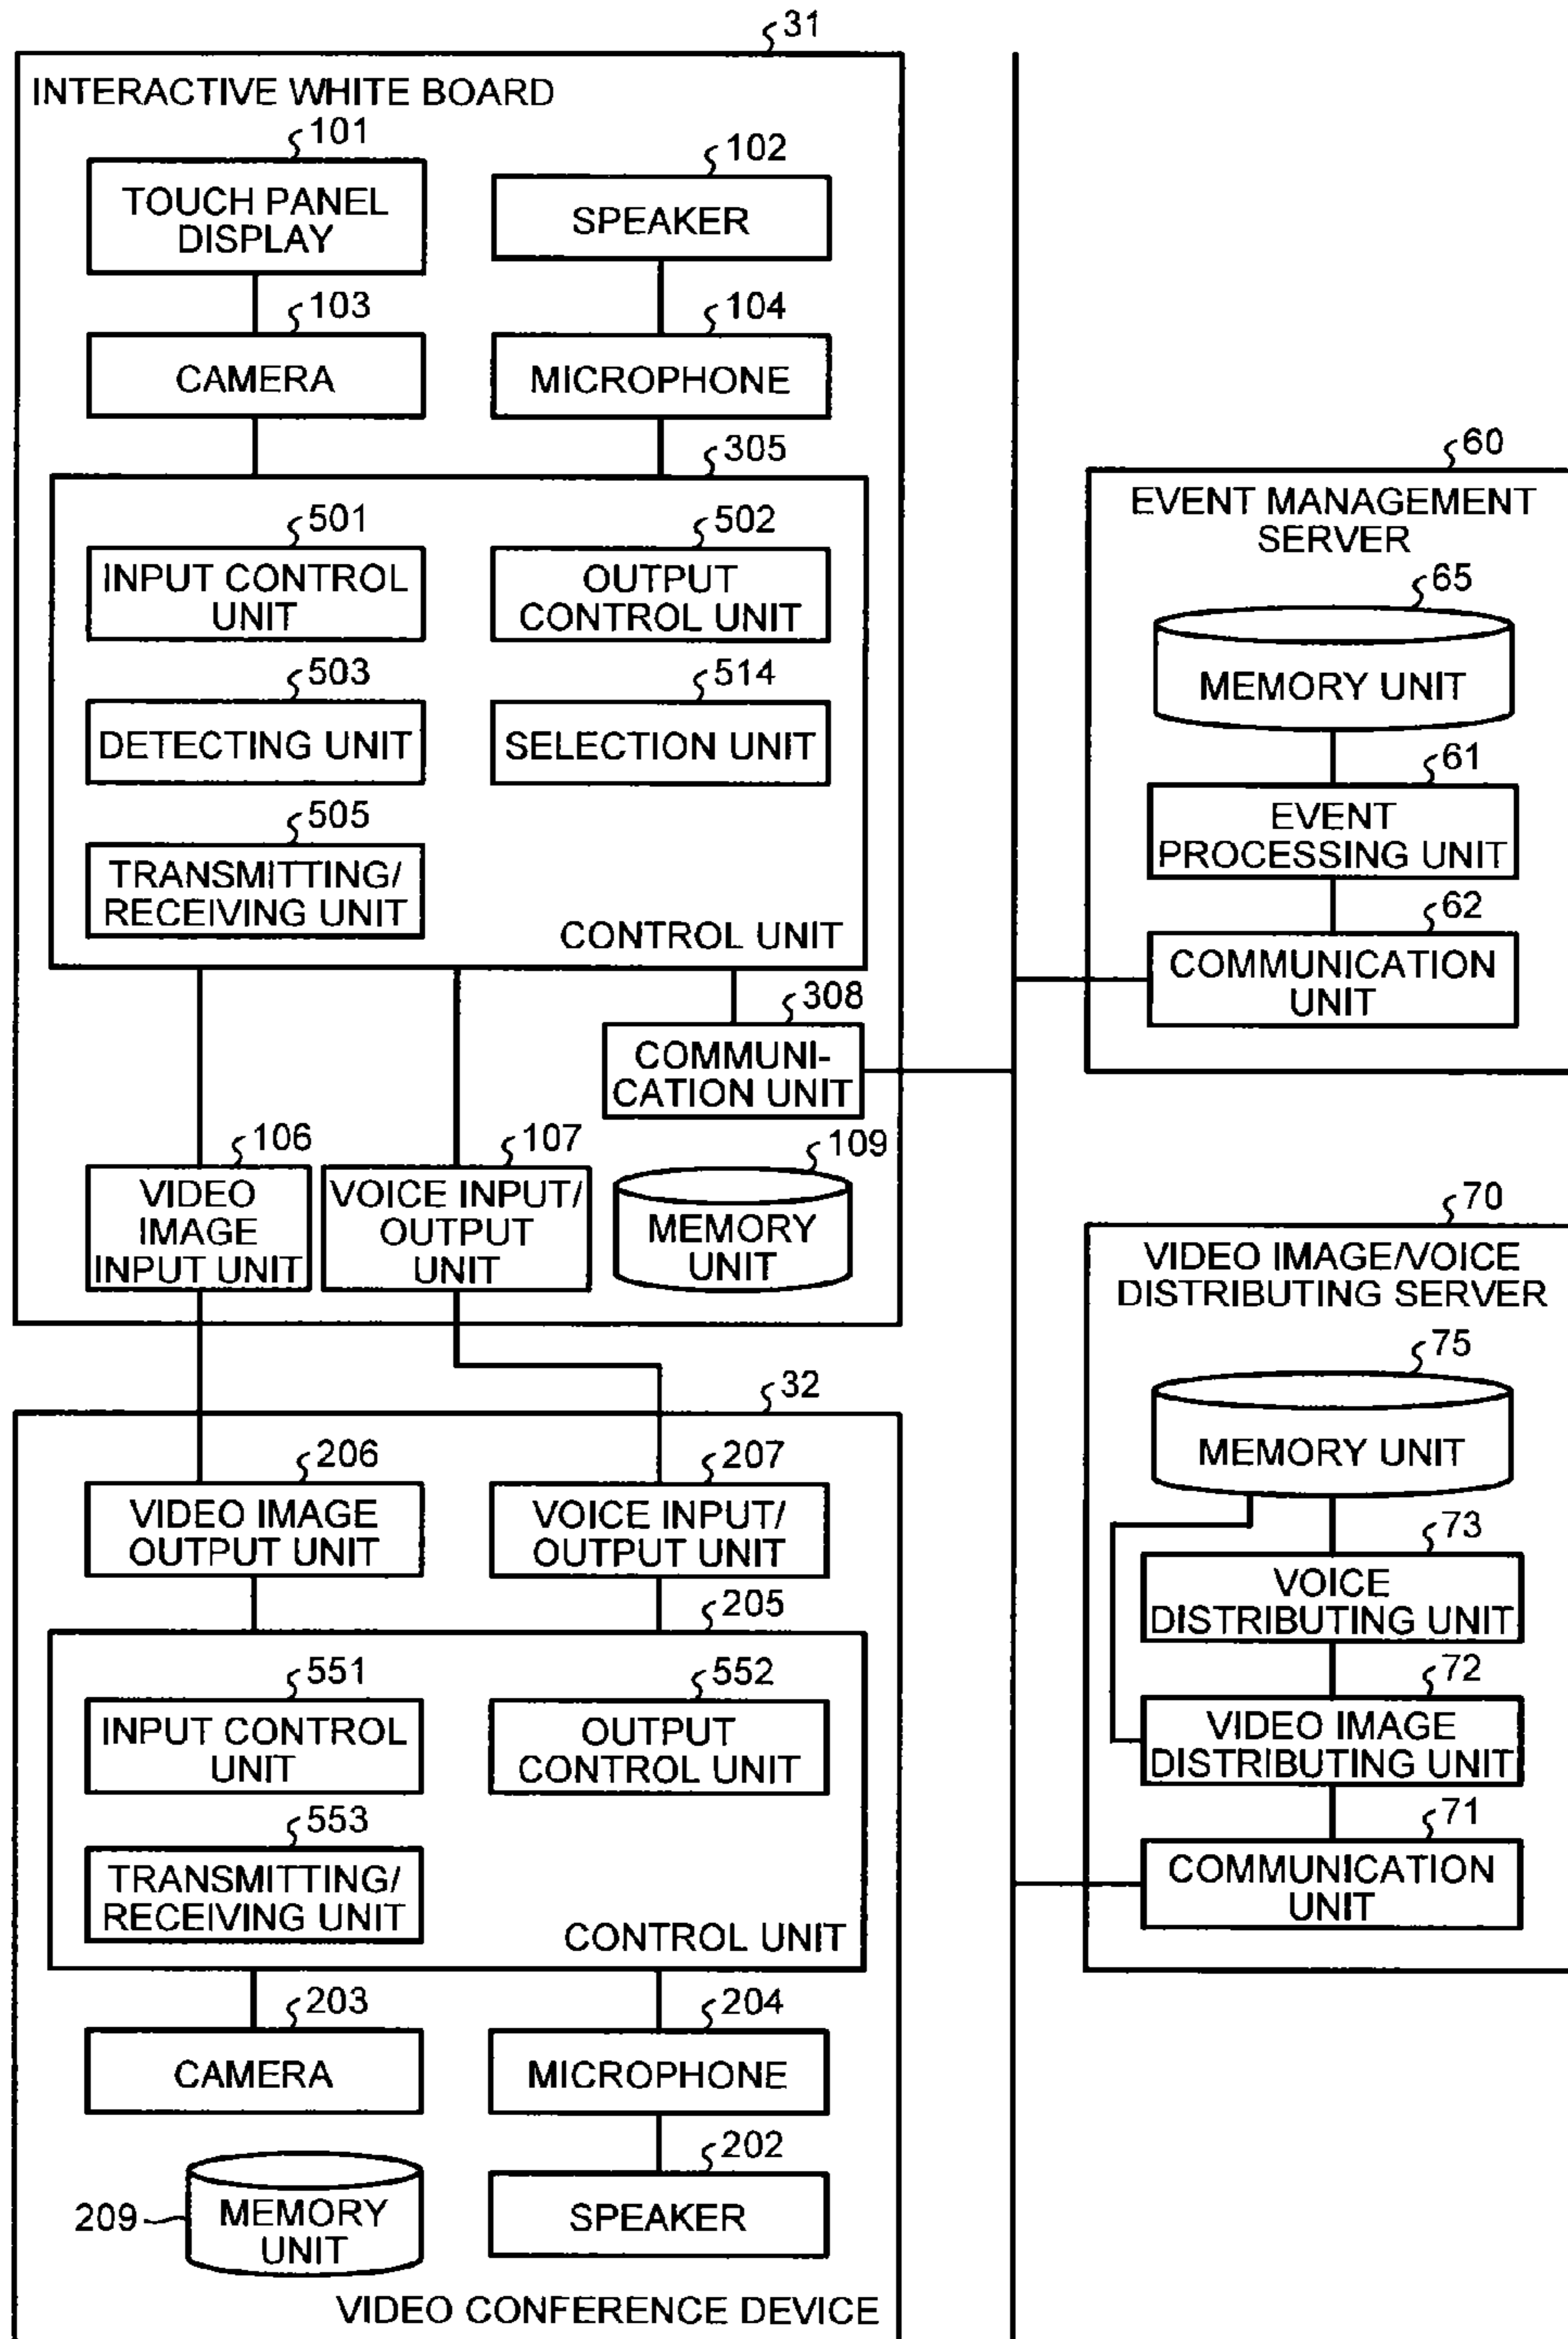 31
INTERACTIVE WHITE BOARD
101
TOUCH PANEL
DISPLAY
102
SPEAKER
103
CAMERA
104
MICROPHONE
305
501
INPUT CONTROL
UNIT
502
OUTPUT
CONTROL UNIT
503
DETECTING UNIT
514
SELECTION UNIT
505
TRANSMITTING/
RECEIVING UNIT
CONTROL UNIT
308
COMMUNI-
CATION UNIT
106
VIDEO
IMAGE
INPUT UNIT
107
VOICE INPUT/
OUTPUT
UNIT
109
MEMORY
UNIT
32
206
VIDEO IMAGE
OUTPUT UNIT
207
VOICE INPUT/
OUTPUT UNIT
205
551
INPUT CONTROL
UNIT
552
OUTPUT
CONTROL UNIT
553
TRANSMITTING/
RECEIVING UNIT
CONTROL UNIT
203
CAMERA
204
MICROPHONE
202
SPEAKER
209
MEMORY
UNIT
VIDEO CONFERENCE DEVICE
60
EVENT MANAGEMENT
SERVER
65
MEMORY UNIT
61
EVENT
PROCESSING UNIT
62
COMMUNICATION
UNIT
70
VIDEO IMAGE/VOICE
DISTRIBUTING SERVER
75
MEMORY UNIT
73
VOICE
DISTRIBUTING UNIT
72
VIDEO IMAGE
DISTRIBUTING UNIT
71
COMMUNICATION
UNIT